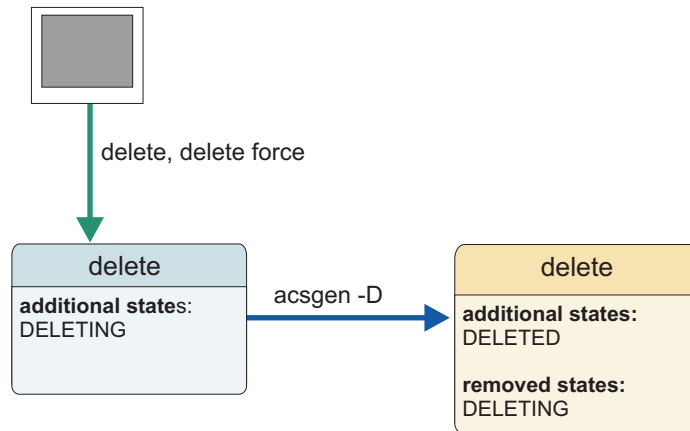 delete, delete force
delete
additional states:
DELETING
acsgen -D
delete
additional states:
DELETED
removed states:
DELETING